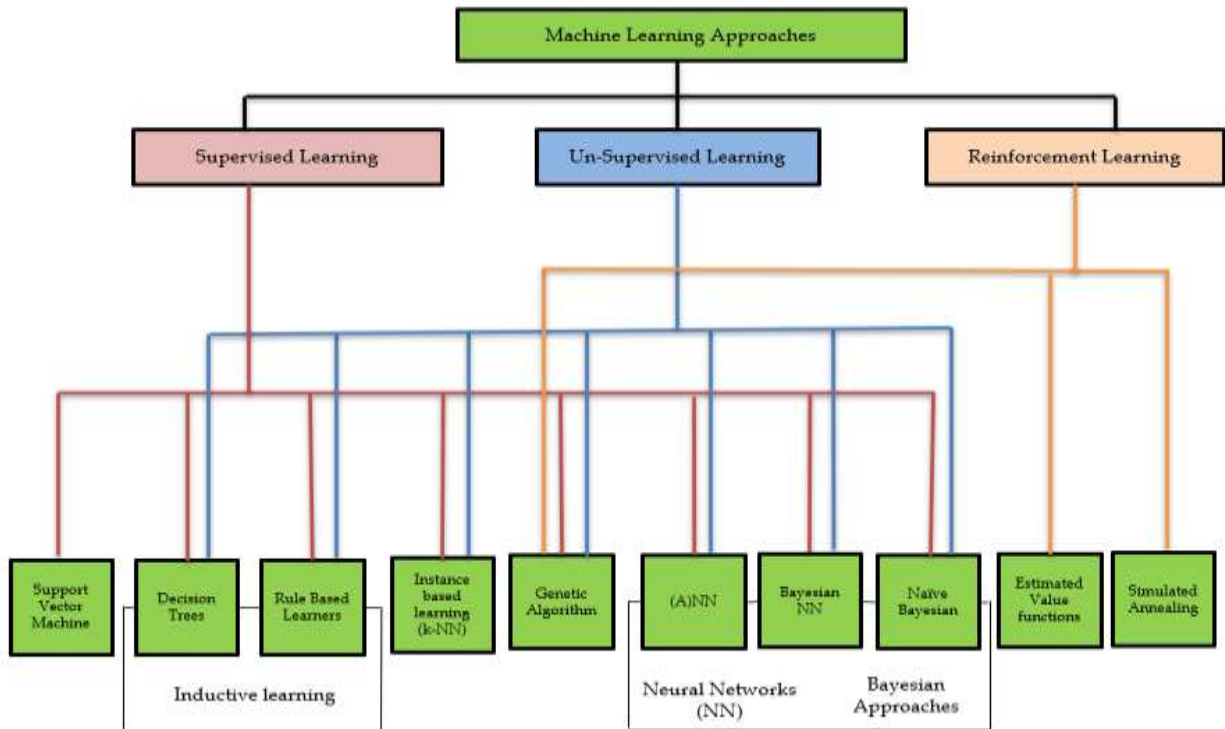 Machine Learning Approaches
Supervised Learning
Un-Supervised Learning
Reinforcement Learning
Support
Vector
Machine
Decision
Trees
Rule Based
Learners
Instance
based
learning
(k-NN)
Genetic
Algorithm
(A)NN
Bayesian
NN
Naïve
Bayesian
Estimated
Value
functions
Simulated
Annealing
Inductive learning
Neural Networks
(NN)
Bayesian
Approaches